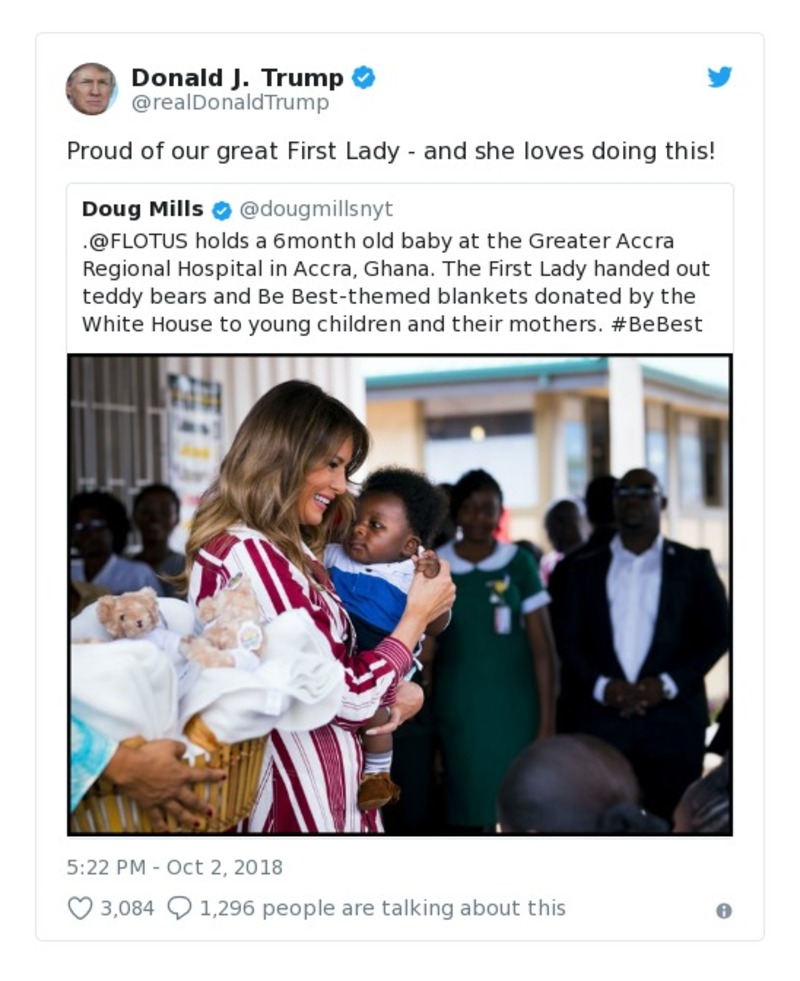 Donald J. Trump
@realDonaldTrump
Proud of our great First Lady - and she loves doing this!
Doug Mills @dougmillsnyt
.@FLOTUS holds a 6month old baby at the Greater Accra
Regional Hospital in Accra, Ghana. The First Lady handed out
teddy bears and Be Best-themed blankets donated by the
White House to young children and their mothers. #BeBest
5:22 PM - Oct 2, 2018
3,084 1,296 people are talking about this